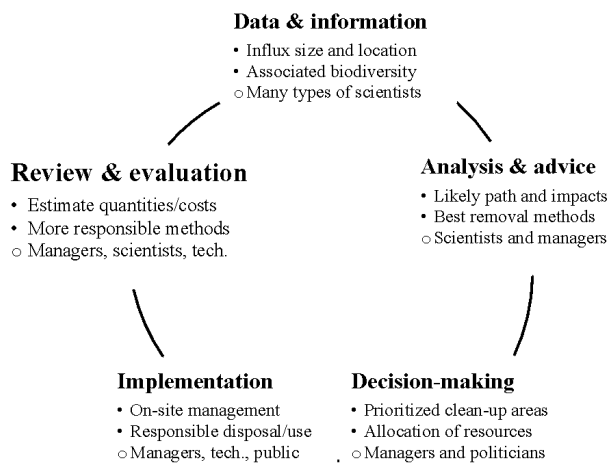 Data & information
• Influx size and location
• Associated biodiversity
○ Many types of scientists
Analysis & advice
• Likely path and impacts
• Best removal methods
○ Scientists and managers
Decision-making
• Prioritized clean-up areas
• Allocation of resources
○ Managers and politicians
Implementation
• On-site management
• Responsible disposal/use
○ Managers, tech., public
Review & evaluation
• Estimate quantities/costs
• More responsible methods
○ Managers, scientists, tech.